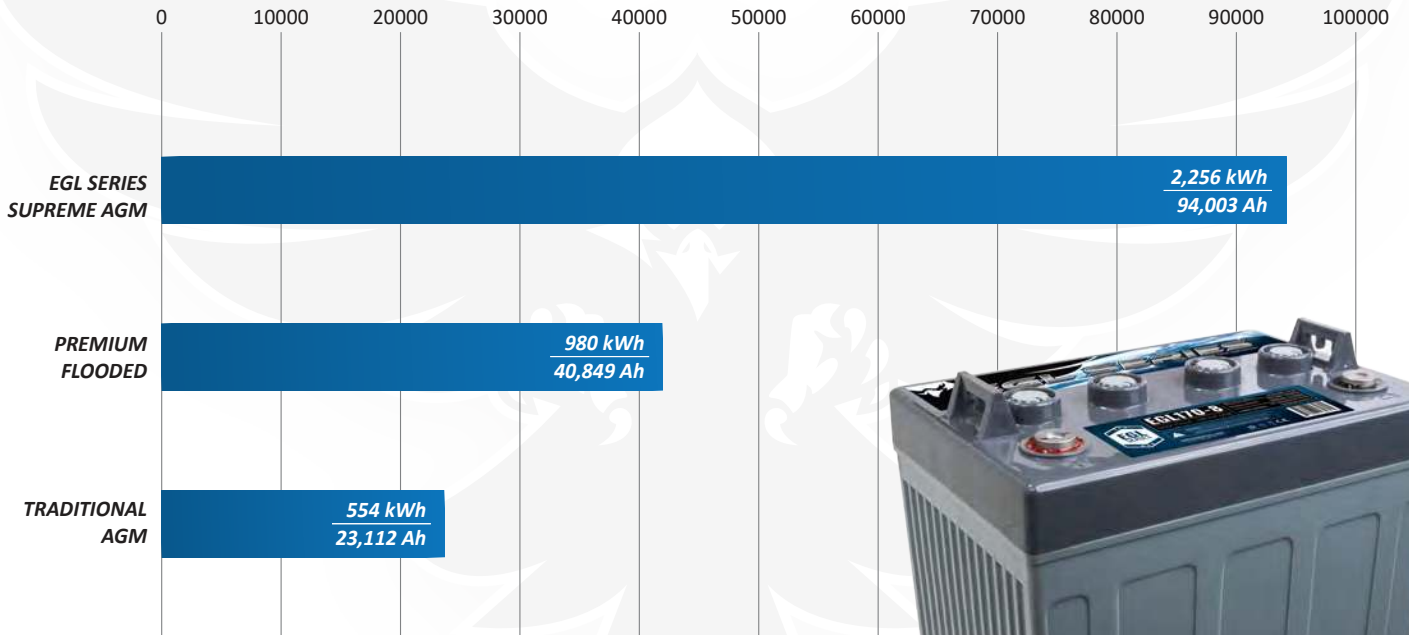 0 10000 20000 30000 40000 50000 60000 70000 80000 90000 100000
EGL SERIES
SUPREME AGM
2,256 kWh
94,003 Ah
PREMIUM
FLOODED
980 kWh
40,849 Ah
TRADITIONAL
AGM
554 kWh
23,112 Ah
EGL170-8
EGL